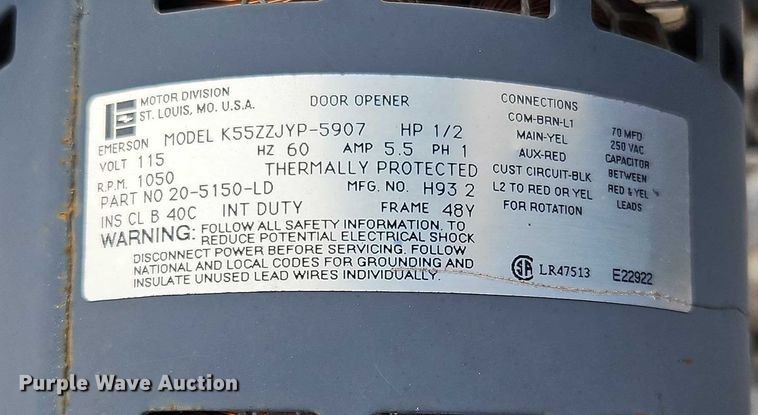 MOTOR DIVISION
ST. LOUIS, MO. U.S.A.
DOOR OPENER
EMERSON MODEL K55ZZJYP-5907 HP 1/2
VOLT 115 HZ 60 AMP 5.5 PH 1
R.P.M. 1050 THERMALLY PROTECTED
PART NO 20-5150-LD MFG. NO. H93 2
INS CL B 40C INT DUTY FRAME 48Y
WARNING: FOLLOW ALL SAFETY INFORMATION. TO
REDUCE POTENTIAL ELECTRICAL SHOCK
DISCONNECT POWER BEFORE SERVICING. FOLLOW
NATIONAL AND LOCAL CODES FOR GROUNDING AND
INSULATE UNUSED LEAD WIRES INDIVIDUALLY.
CONNECTIONS
COM-BRN-L1
MAIN-YEL
AUX-RED
CUST CIRCUIT-BLK
L2 TO RED OR YEL
FOR ROTATION
70 MFD
250 VAC
CAPACITOR
BETWEEN
RED & YEL
LEADS
LR47513 E22922
Purple Wave Auction